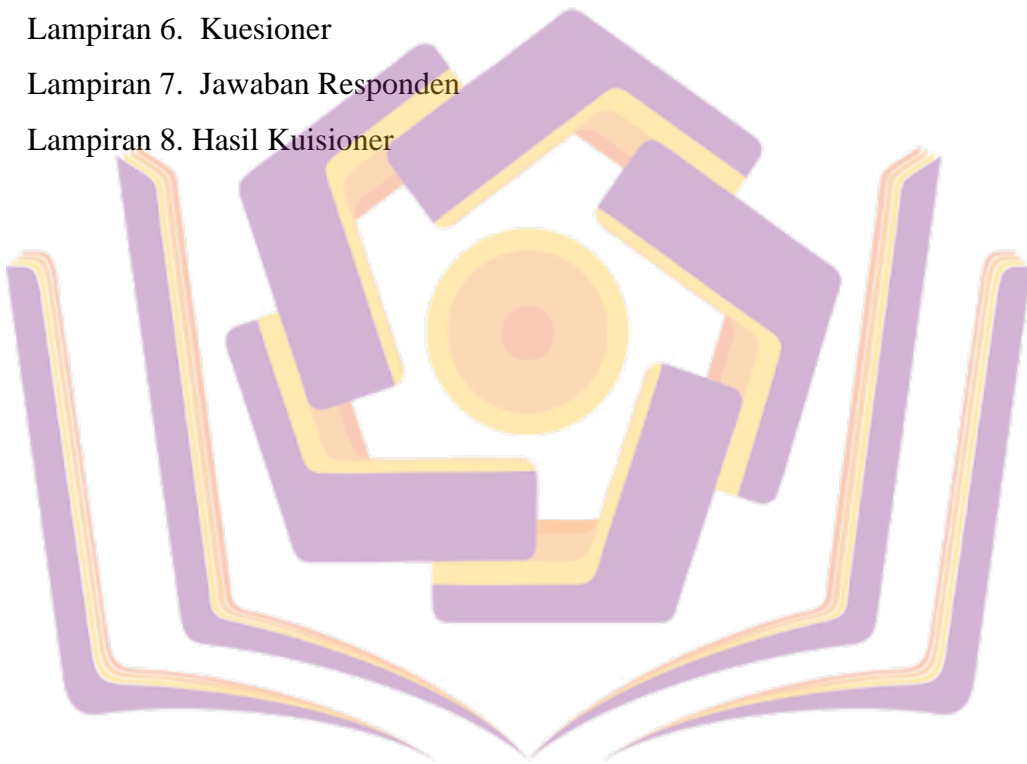 Lampiran 6.  Kuesioner
Lampiran 7.  Jawaban Responden
Lampiran 8. Hasil Kuisioner